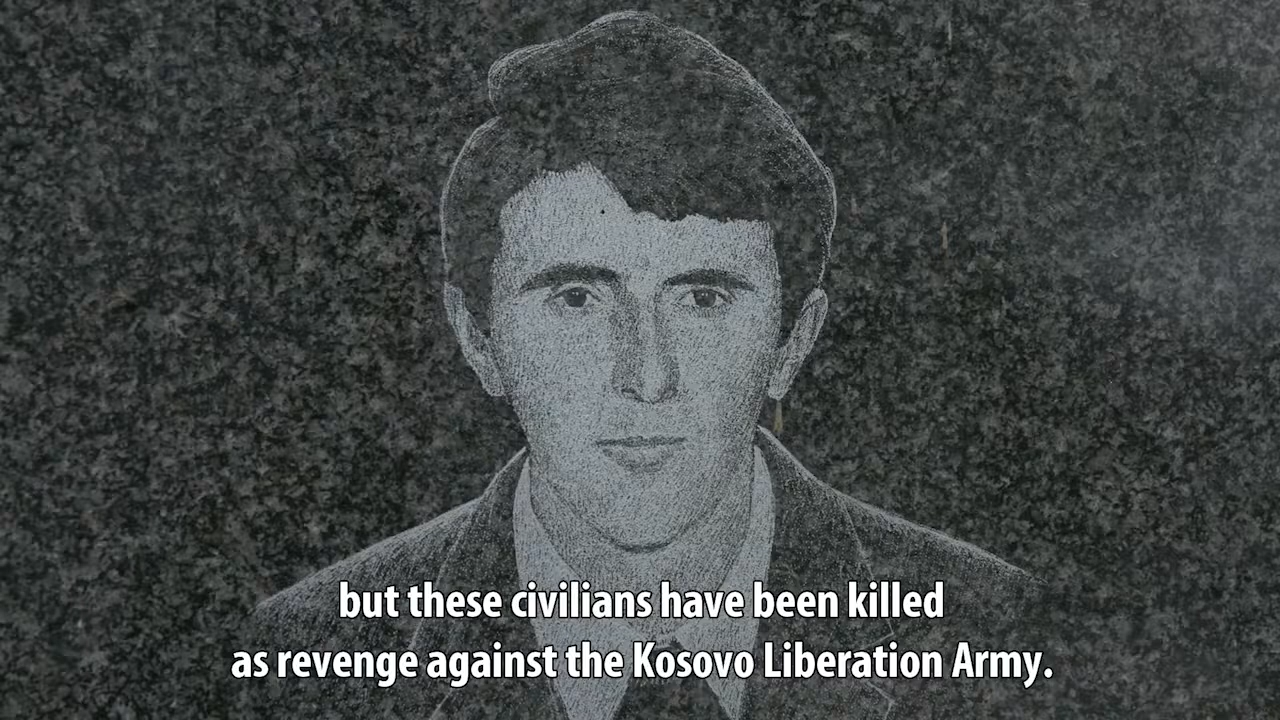 but these civilians have been killed
as revenge against the Kosovo Liberation Army.